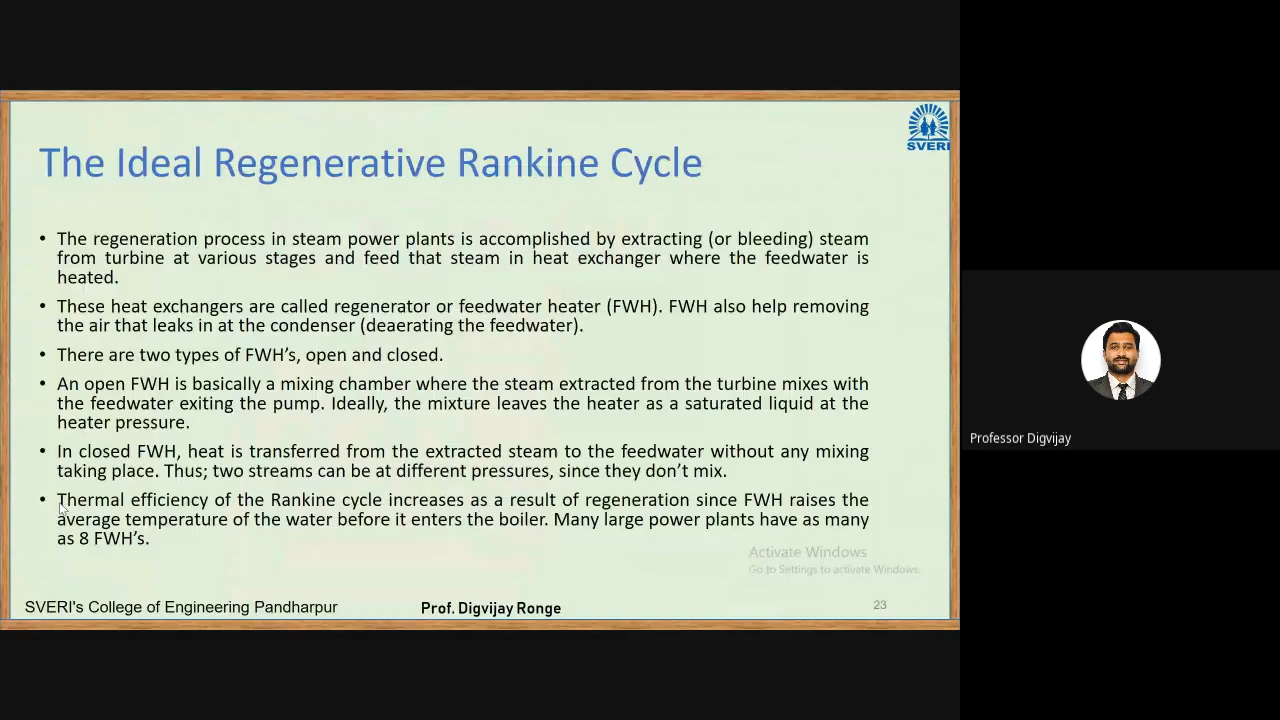 SVERI
The Ideal Regenerative Rankine Cycle
• The regeneration process in steam power plants is accomplished by extracting (or bleeding) steam
from turbine at various stages and feed that steam in heat exchanger where the feedwater is
heated.
• These heat exchangers are called regenerator or feedwater heater (FWH). FWH also help removing
the air that leaks in at the condenser (deaerating the feedwater).
• There are two types of FWH’s, open and closed.
• An open FWH is basically a mixing chamber where the steam extracted from the turbine mixes with
the feedwater exiting the pump. Ideally, the mixture leaves the heater as a saturated liquid at the
heater pressure.
• In closed FWH, heat is transferred from the extracted steam to the feedwater without any mixing
taking place. Thus; two streams can be at different pressures, since they don’t mix.
• Thermal efficiency of the Rankine cycle increases as a result of regeneration since FWH raises the
average temperature of the water before it enters the boiler. Many large power plants have as many
as 8 FWH’s.
Activate Windows
Go to Settings to activate Windows.
SVERI's College of Engineering Pandharpur
Prof. Digvijay Ronge
23
Professor Digvijay